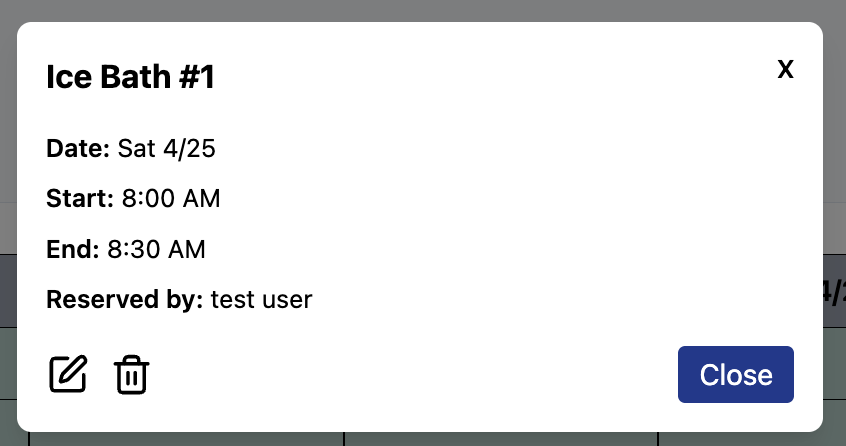 Ice Bath #1
X
Date: Sat 4/25
Start: 8:00 AM
End: 8:30 AM
Reserved by: test user
Close